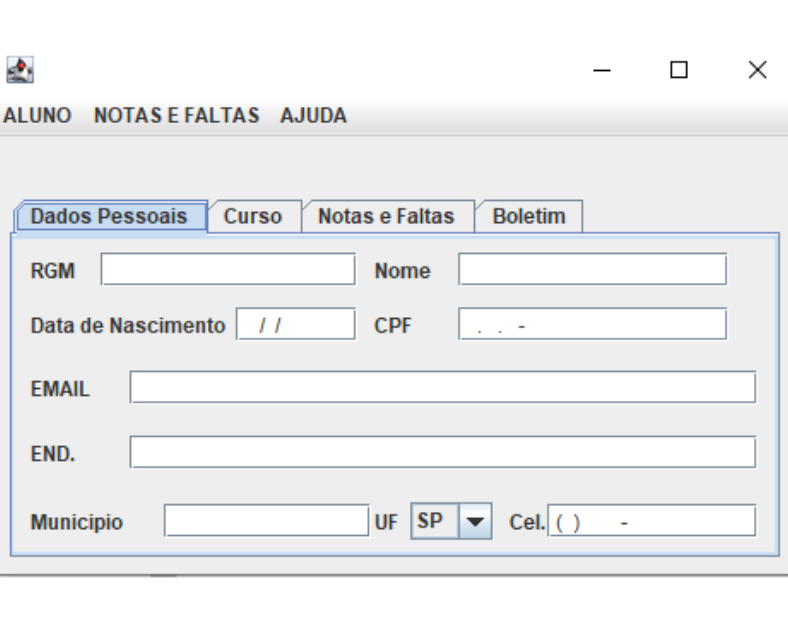 ALUNO NOTAS E FALTAS AJUDA
Dados Pessoais Curso Notas e Faltas Boletim
RGM Nome
Data de Nascimento / / CPF . . -
EMAIL
END.
Municipio UF SP Cel. ( ) -